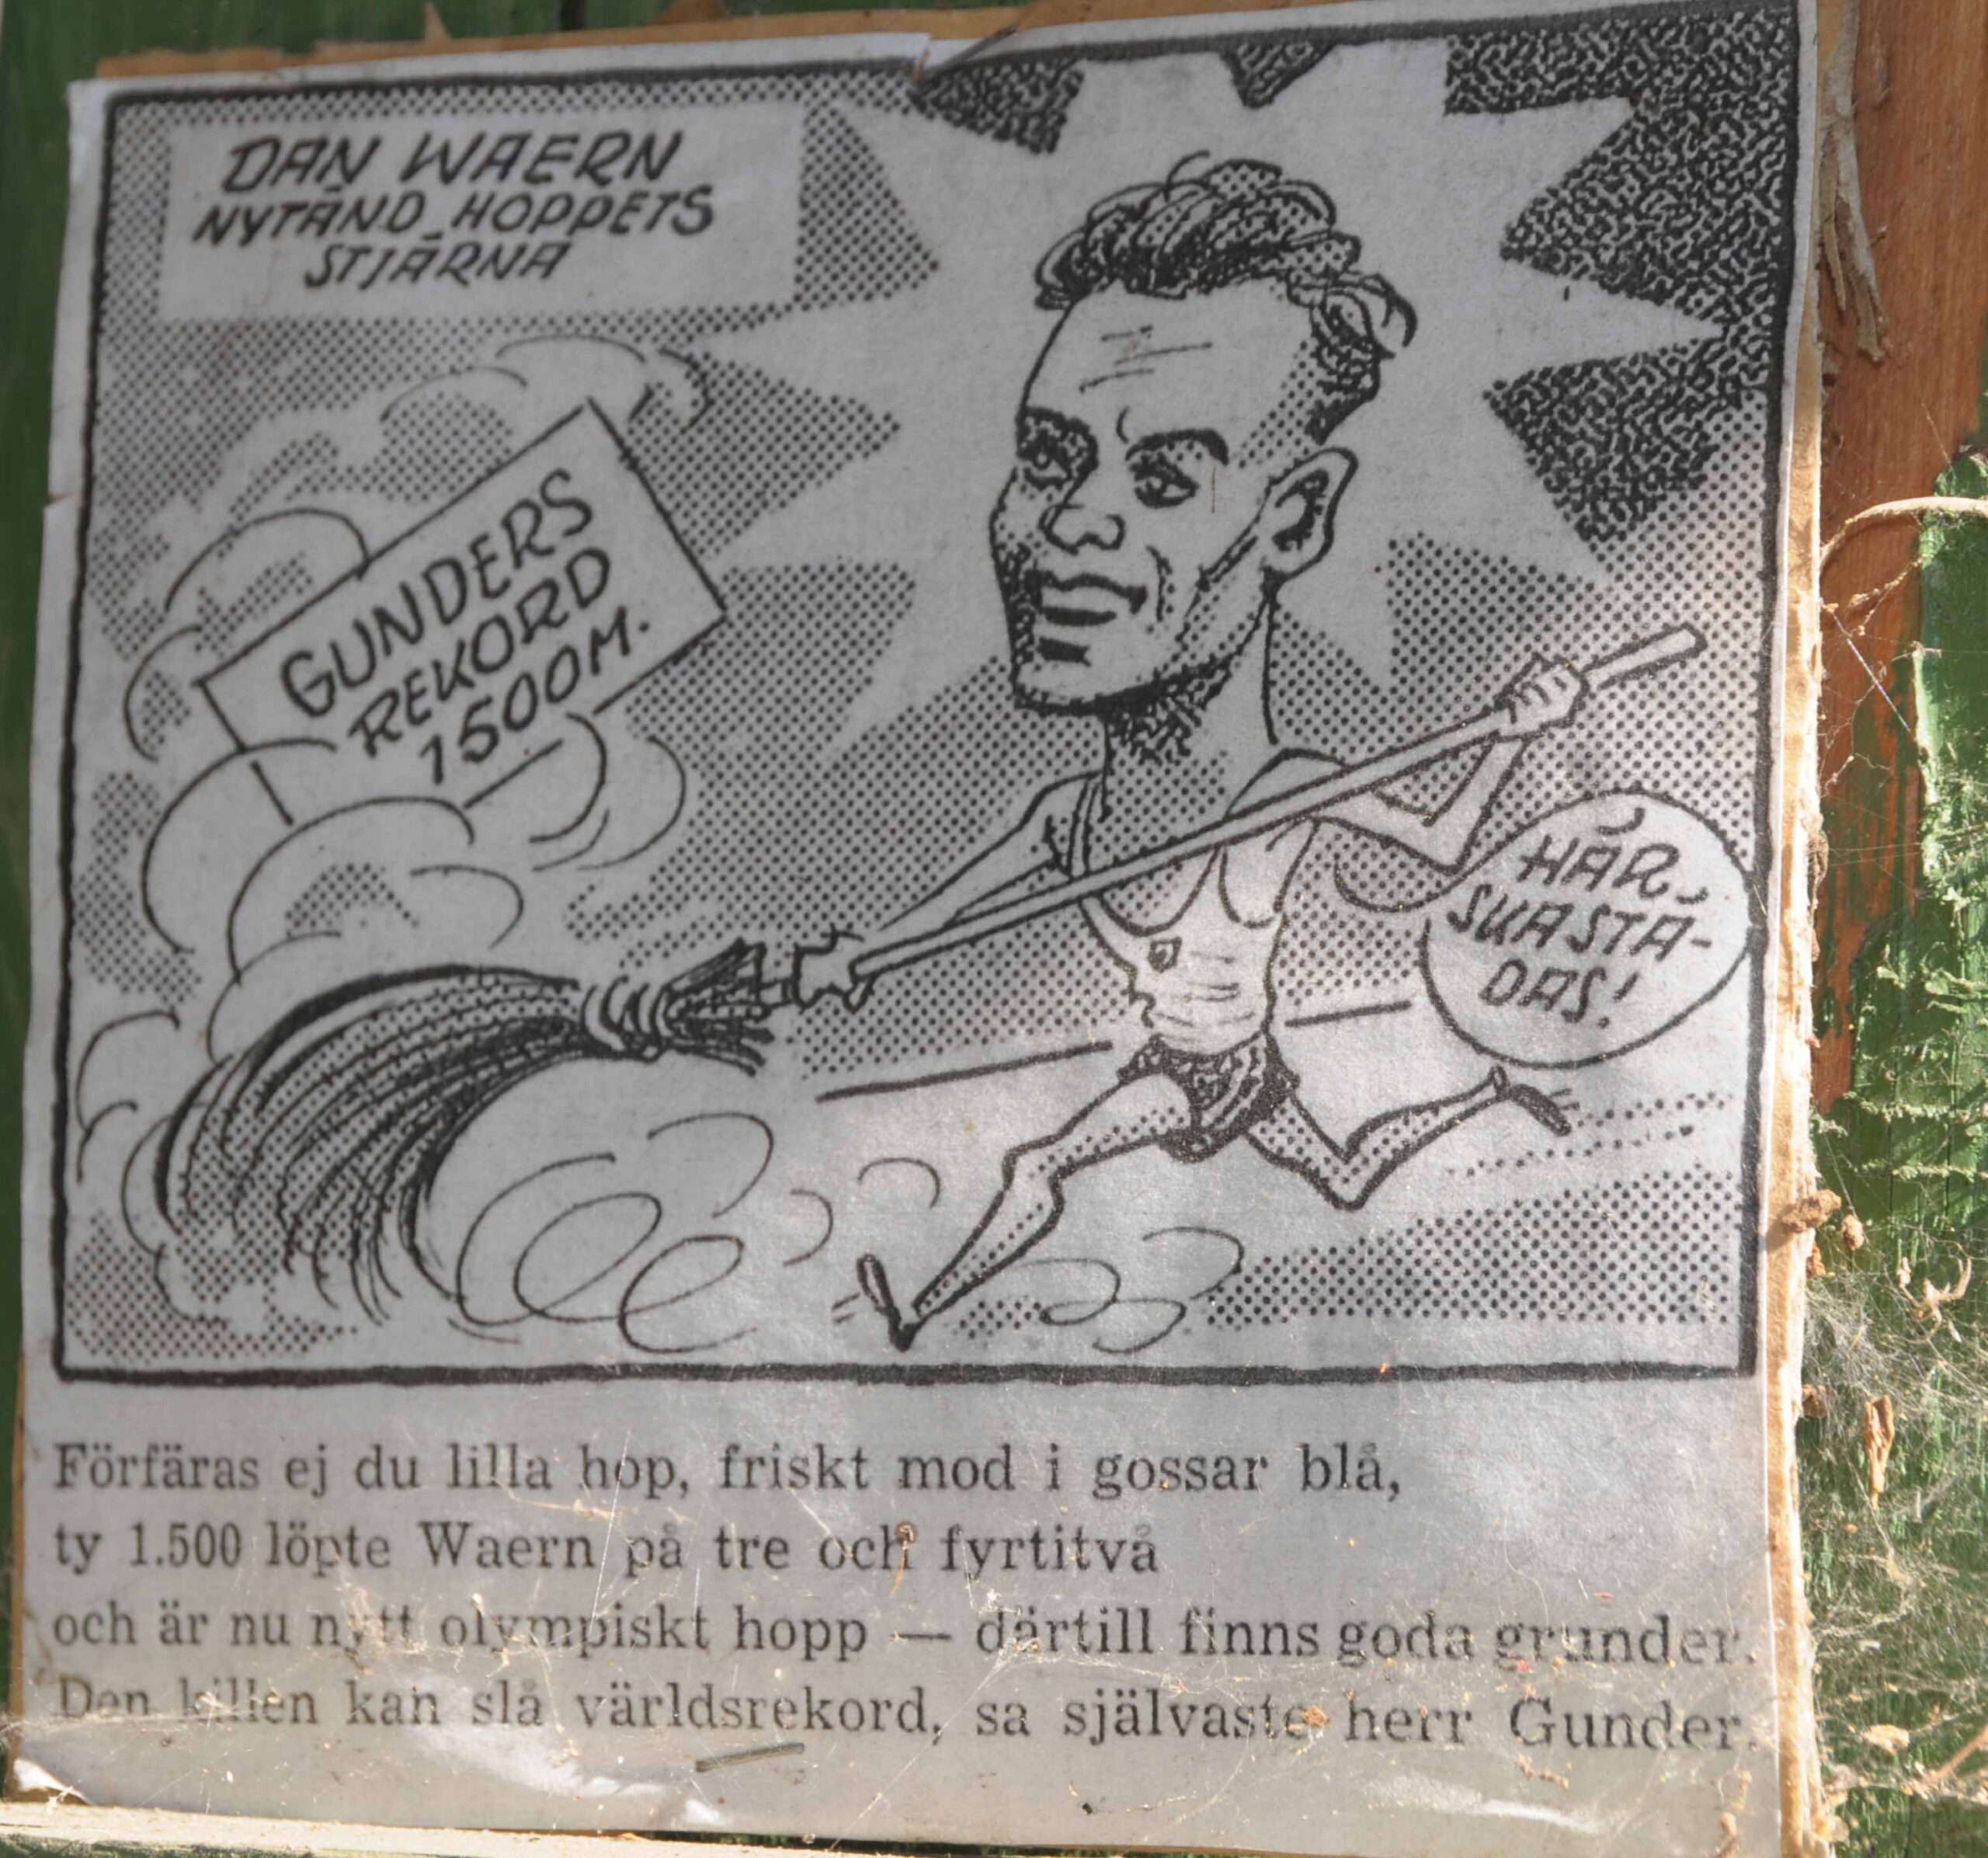 DAN WAERN
NYTÄND HOPPETS
STJÄRNA
GUNDERS
REKORD
1500M.
HÄR
SKA STÄ-
DAS!
Förfäras ej du lilla hop, friskt mod i gossar blå,
ty 1.500 löpte Waern på tre och fyrtitvå
och är nu nytt olympiskt hopp — därtill finns goda grunder.
Den killen kan slå världsrekord, sa självaste herr Gunder.